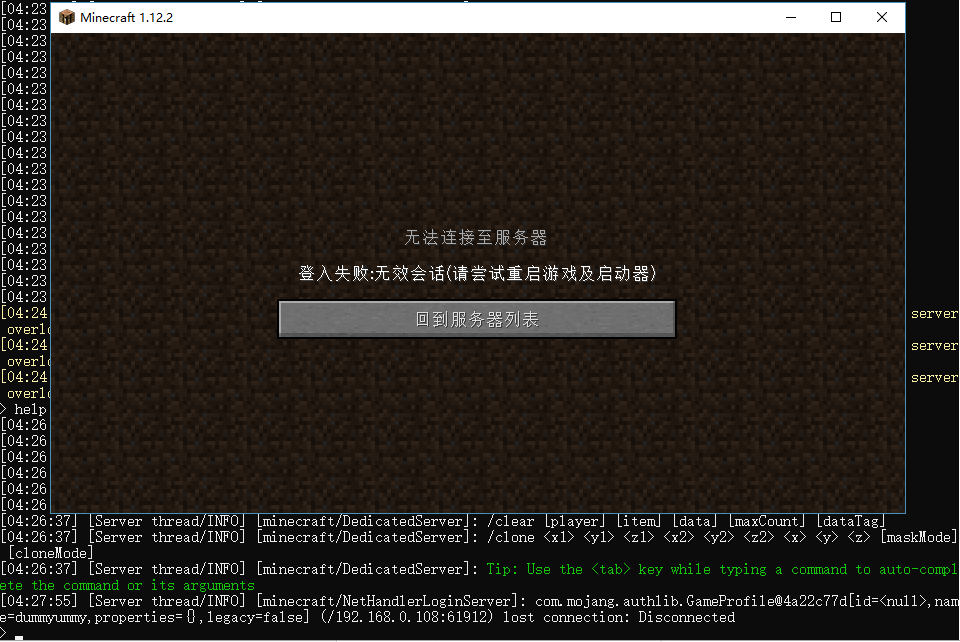 [04:23
Minecraft 1.12.2
[04:23
[04:23
[04:23
[04:23
[04:23
[04:23
[04:23
[04:23
[04:23
[04:23
[04:23
[04:23
[04:23
[04:23
无法连接至服务器
[04:23
[04:23
登入失败:无效会话(请尝试重启游戏及启动器)
[04:23
[04:23
[04:24 server
回到服务器列表
overlo
[04:24 server
overlo
[04:24 server
overlo
> help
[04:26
[04:26
[04:26
[04:26
[04:26
[04:26
[04:26:37] [Server thread/INFO] [minecraft/DedicatedServer]: /clear [player] [item] [data] [maxCount] [dataTag]
[04:26:37] [Server thread/INFO] [minecraft/DedicatedServer]: /clone <x1> <y1> <z1> <x2> <y2> <z2> <x> <y> <z> [maskMode]
[cloneMode]
[04:26:37] [Server thread/INFO] [minecraft/DedicatedServer]: Tip: Use the <tab> key while typing a command to auto-compl
ete the command or its arguments
[04:27:55] [Server thread/INFO] [minecraft/NetHandlerLoginServer]: com.mojang.authlib.GameProfile@4a22c77d[id=<null>,nam
e=dummyummy,properties={},legacy=false] (/192.168.0.108:61912) lost connection: Disconnected
>